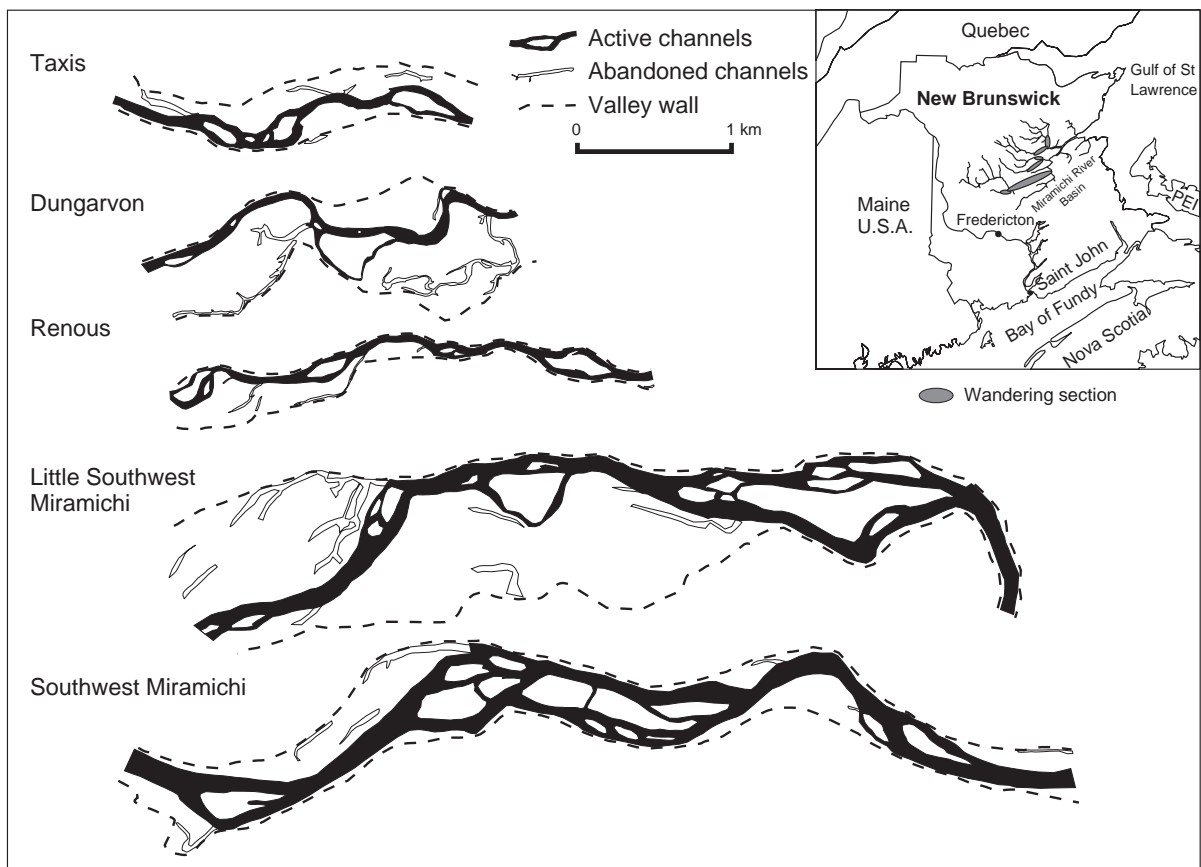 Taxis
Active channels
Abandoned channels
Valley wall
0
1 km
Dungarvon
Renous
Little Southwest
Miramichi
Southwest Miramichi
Quebec
Gulf of St
Lawrence
New Brunswick
Miramichi River
Basin
PEI
Maine
U.S.A.
Fredericton
Saint John
Bay of Fundy
Nova Scotia
Wandering section